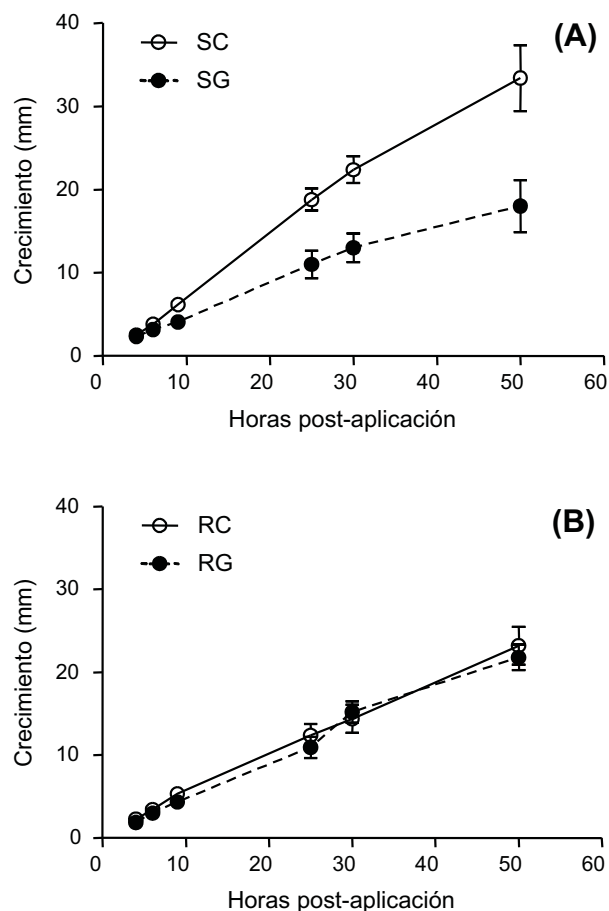 40
SC
(A)
SG
30
20
10
0
0 10 20 30 40 50 60
Crecimiento (mm)
Horas post-aplicación
40
RC
(B)
RG
30
20
10
0
0 10 20 30 40 50 60
Crecimiento (mm)
Horas post-aplicación